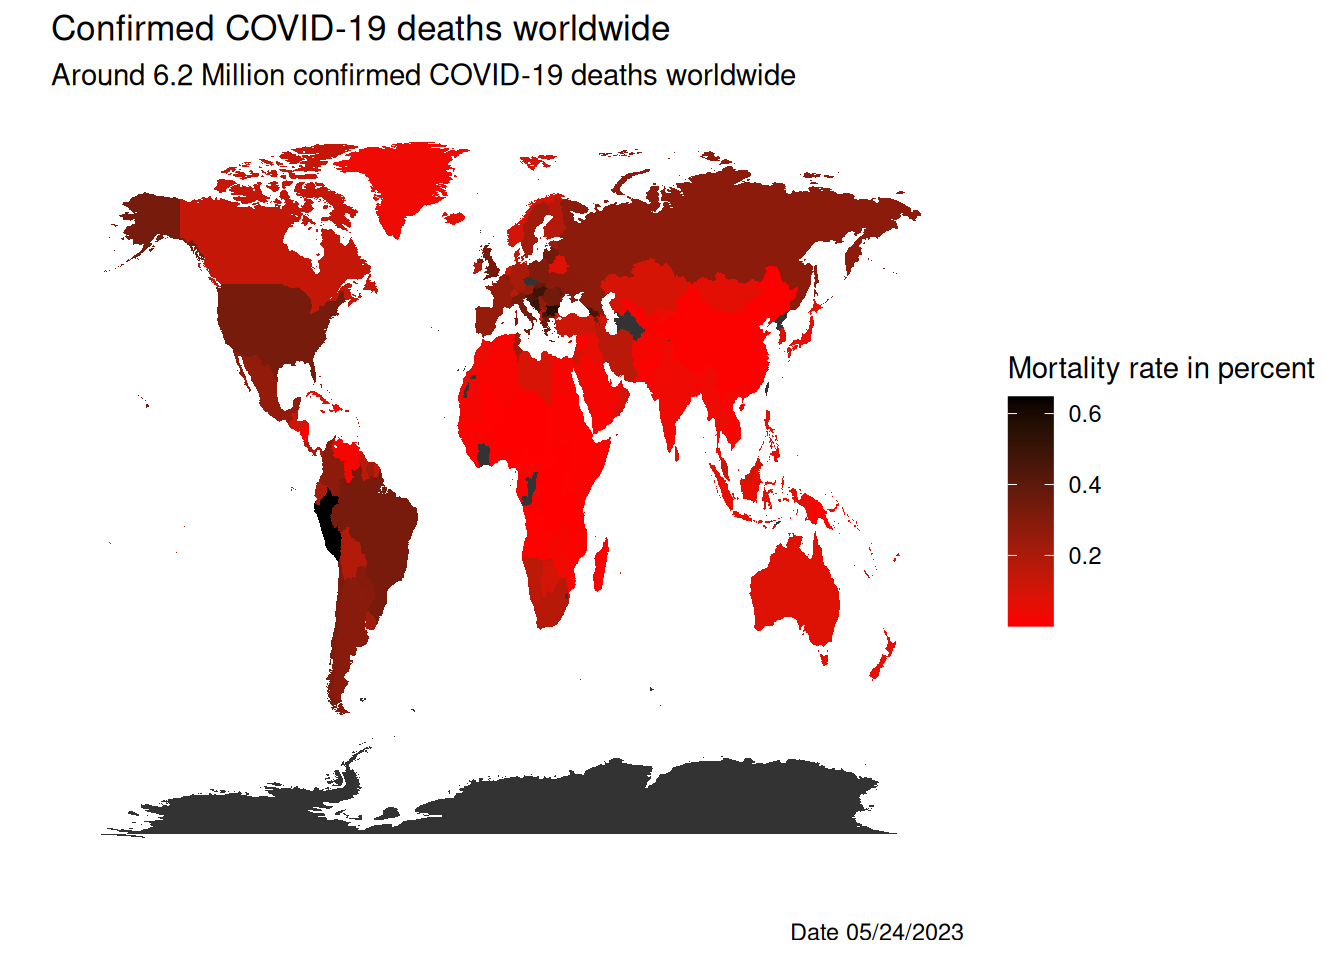 Confirmed COVID-19 deaths worldwide
Around 6.2 Million confirmed COVID-19 deaths worldwide
Mortality rate in percent
0.6
0.4
0.2
Date 05/24/2023